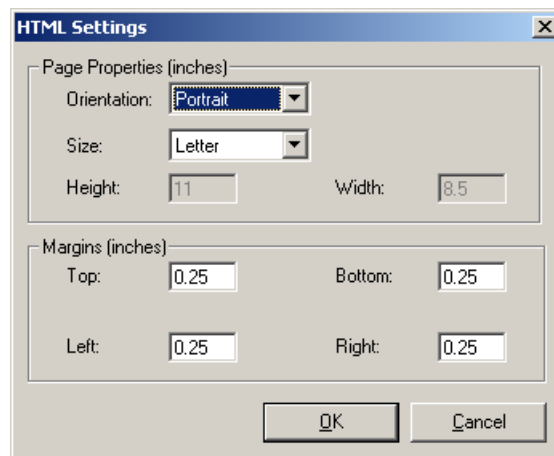 HTML Settings
Page Properties (inches)
Orientation: Portrait
Size: Letter
Height: 11 Width: 8.5
Margins (inches)
Top: 0.25 Bottom: 0.25
Left: 0.25 Right: 0.25
OK Cancel